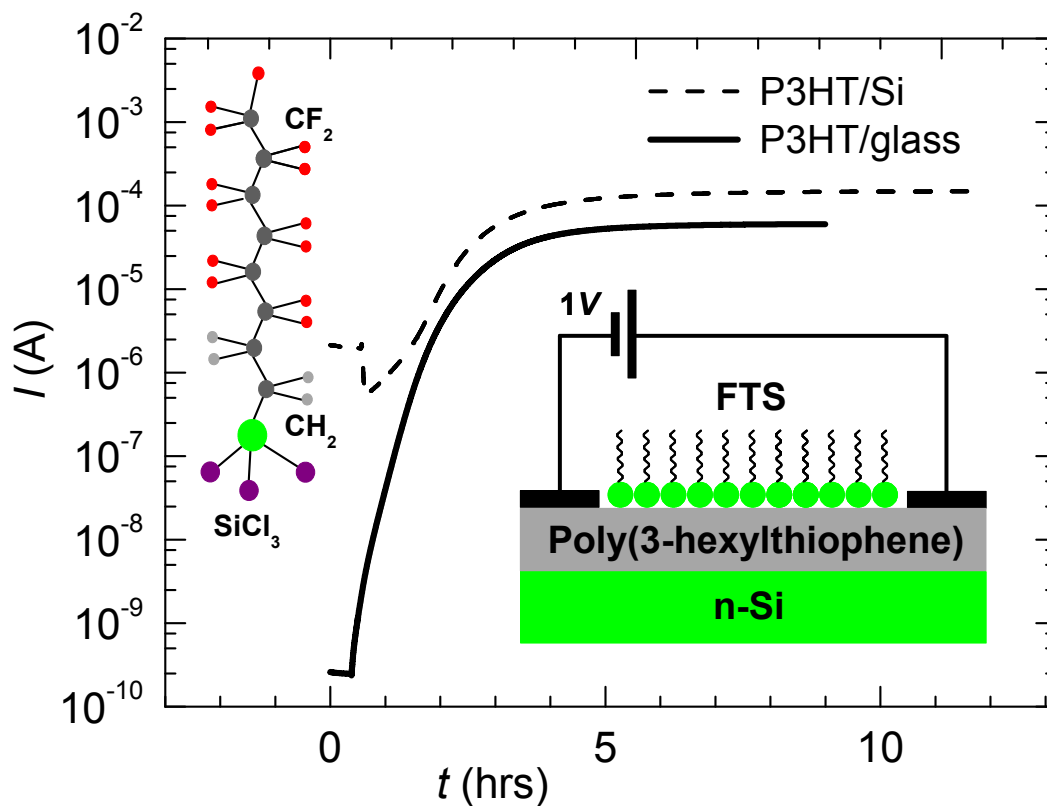 10⁻²
10⁻³
10⁻⁴
10⁻⁵
10⁻⁶
10⁻⁷
10⁻⁸
10⁻⁹
10⁻¹⁰
I (A)
CF₂
CH₂
SiCl₃
P3HT/Si
P3HT/glass
1V
FTS
Poly(3-hexylthiophene)
n-Si
0 5 10
t (hrs)